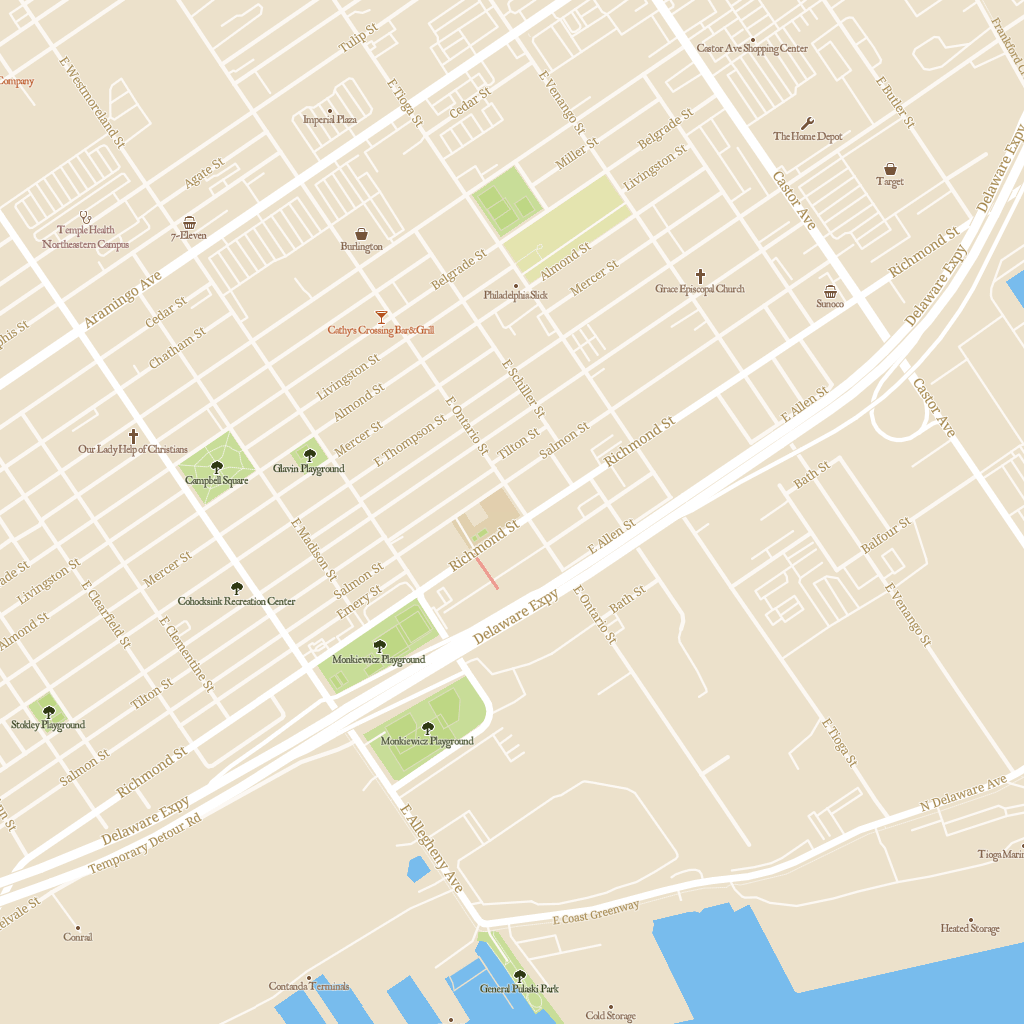 Tulip St
Castor Ave Shopping Center
Company
E Westmoreland St
E Tioga St
Cedar St
E Venango St
E Butler St
Imperial Plaza
Belgrade St
The Home Depot
Miller St
Delaware Expy
Agate St
Livingston St
Target
Castor Ave
Temple Health
Northeastern Campus
7-Eleven
Burlington
Richmond St
Belgrade St
Almond St
Mercer St
Delaware Expy
Philadelphia Slick
Grace Episcopal Church
Sunoco
Aramingo Ave
Cedar St
Cathy's Crossing Bar&Grill
Chatham St
Livingston St
Almond St
E Schiller St
E Allen St
Castor Ave
E Ontario St
Mercer St
E Thompson St
Tilton St
Salmon St
Richmond St
Our Lady Help of Christians
Campbell Square
Glavin Playground
Bath St
E Madison St
Richmond St
E Allen St
Balfour St
Mercer St
Livingston St
Salmon St
Emery St
Cohocksink Recreation Center
E Clearfield St
E Clementine St
Delaware Expy
E Ontario St
Bath St
E Venango St
Almond St
Monkiewicz Playground
Tilton St
Stokley Playground
Monkiewicz Playground
E Tioga St
Salmon St
Richmond St
Delaware Expy
Temporary Detour Rd
N Delaware Ave
E Allegheny Ave
E Coast Greenway
Conrail
Heated Storage
Contanda Terminals
General Pulaski Park
Cold Storage